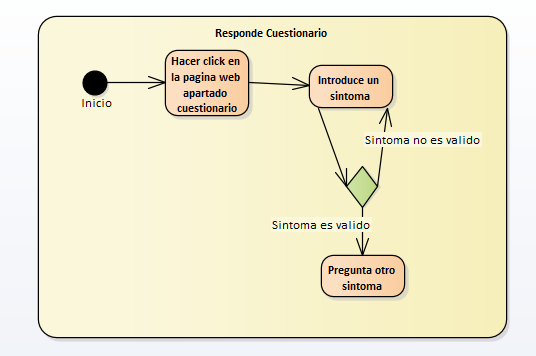 Responde Cuestionario
Hacer click en
la pagina web
apartado
cuestionario
Inicio
Introduce un
sintoma
Sintoma no es valido
Sintoma es valido
Pregunta otro
sintoma